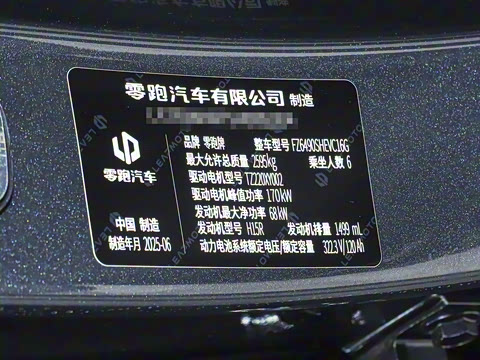 零跑汽车有限公司 制造
品牌 零跑牌 整车型号 FZ6490SHEVC16G
最大允许总质量 2595kg 乘坐人数 6
驱动电机型号 TZ220XY002
驱动电机峰值功率 170kW
发动机最大净功率 68kW
发动机型号 H15R 发动机排量 1499 mL
动力电池系统额定电压/额定容量 322.3 V/120 Ah
零跑汽车
中国 制造
制造年月 2025-06